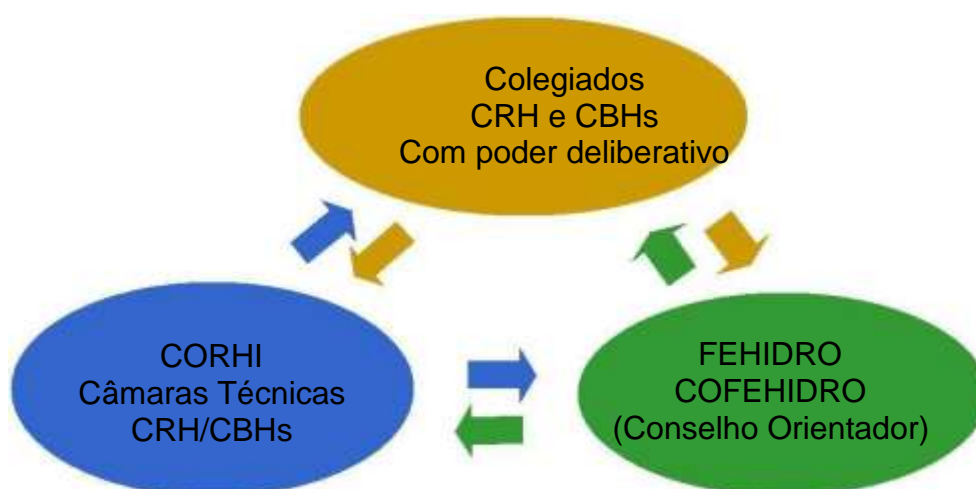 Colegiados
CRH e CBHs
Com poder deliberativo
CORHI
Câmaras Técnicas
CRH/CBHs
FEHIDRO
COFEHIDRO
(Conselho Orientador)